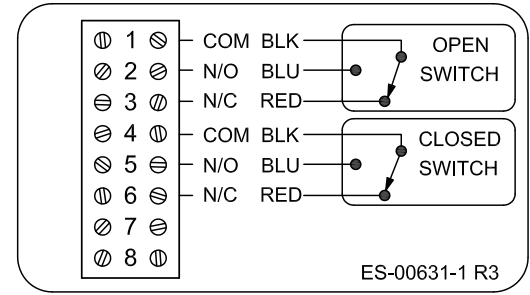 1 COM BLK OPEN
2 N/O BLU SWITCH
3 N/C RED
4 COM BLK CLOSED
5 N/O BLU SWITCH
6 N/C RED
7
8
ES-00631-1 R3